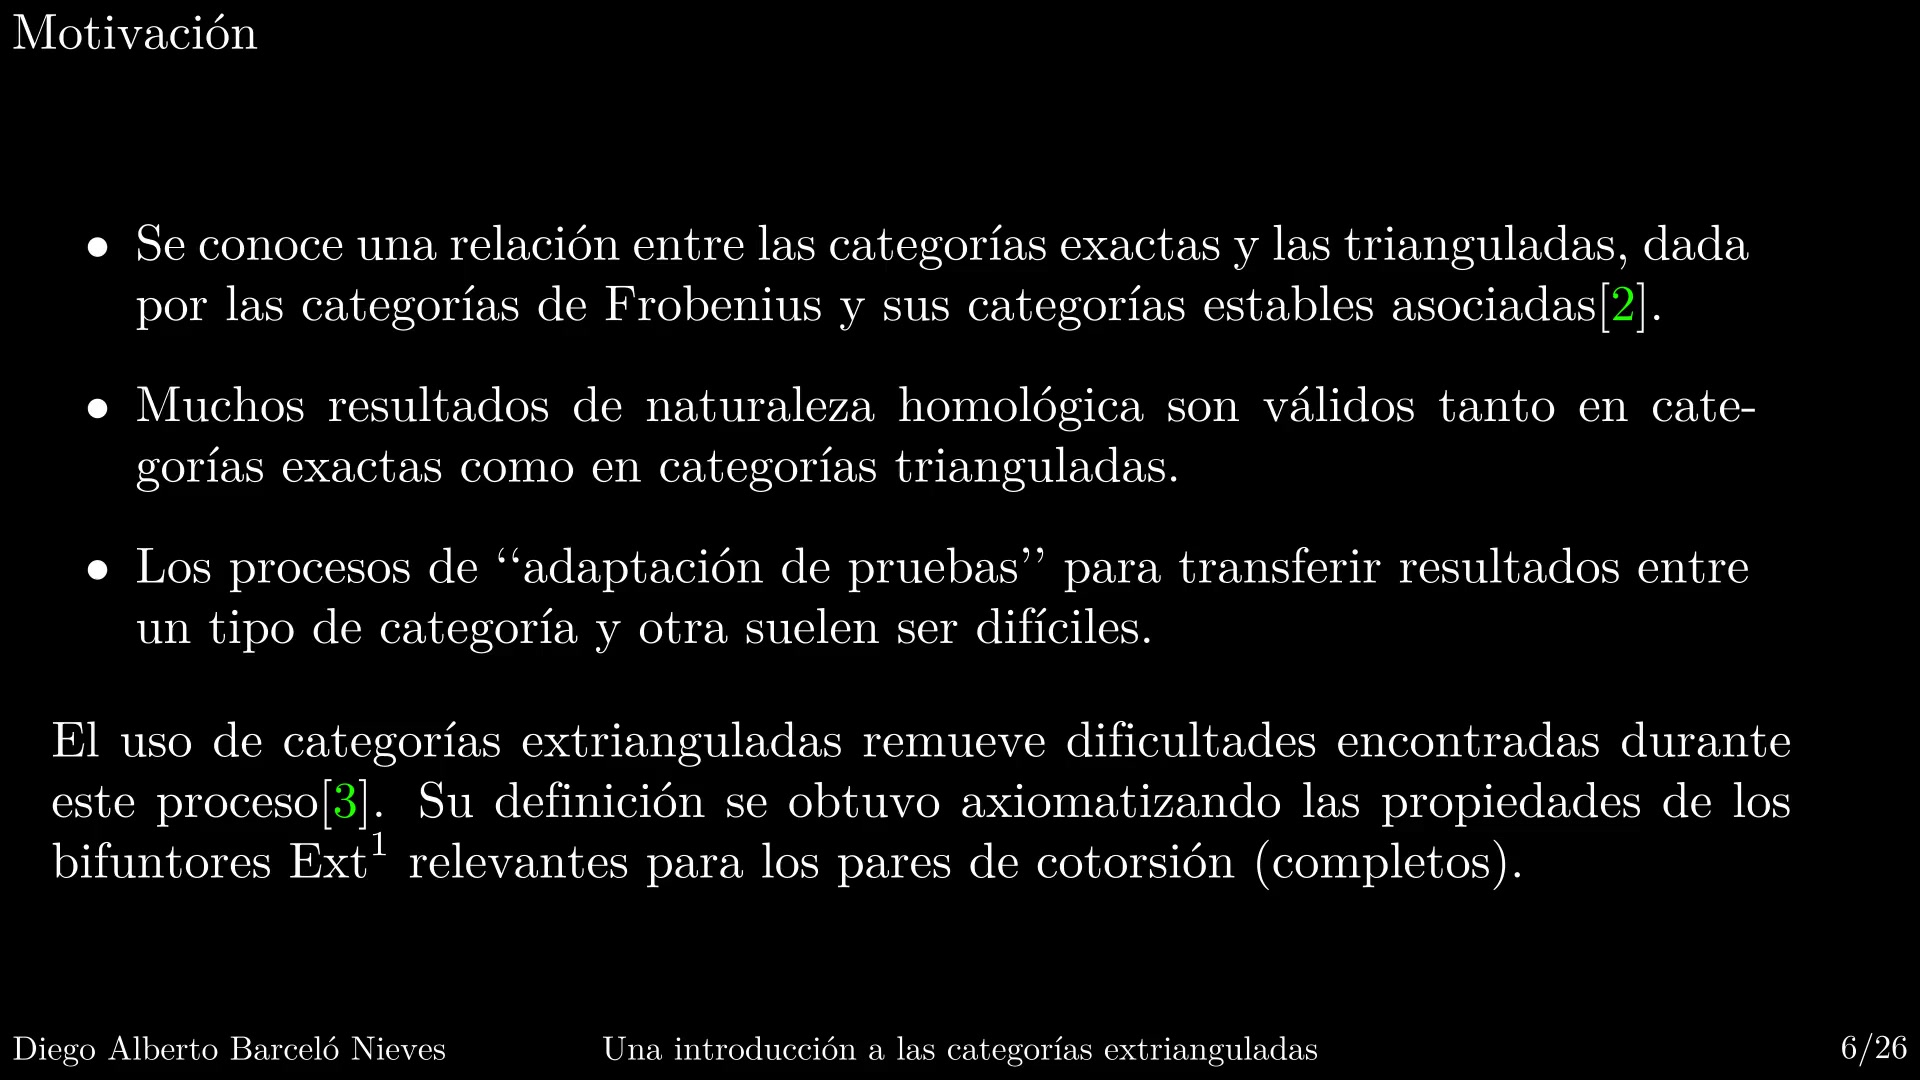 Motivación
• Se conoce una relación entre las categorías exactas y las trianguladas, dada
por las categorías de Frobenius y sus categorías estables asociadas[2].
• Muchos resultados de naturaleza homológica son válidos tanto en cate-
gorías exactas como en categorías trianguladas.
• Los procesos de “adaptación de pruebas” para transferir resultados entre
un tipo de categoría y otra suelen ser difíciles.
El uso de categorías extrianguladas remueve dificultades encontradas durante
este proceso[3]. Su definición se obtuvo axiomatizando las propiedades de los
bifuntores Ext¹ relevantes para los pares de cotorsión (completos).
Diego Alberto Barceló Nieves Una introducción a las categorías extrianguladas 6/26